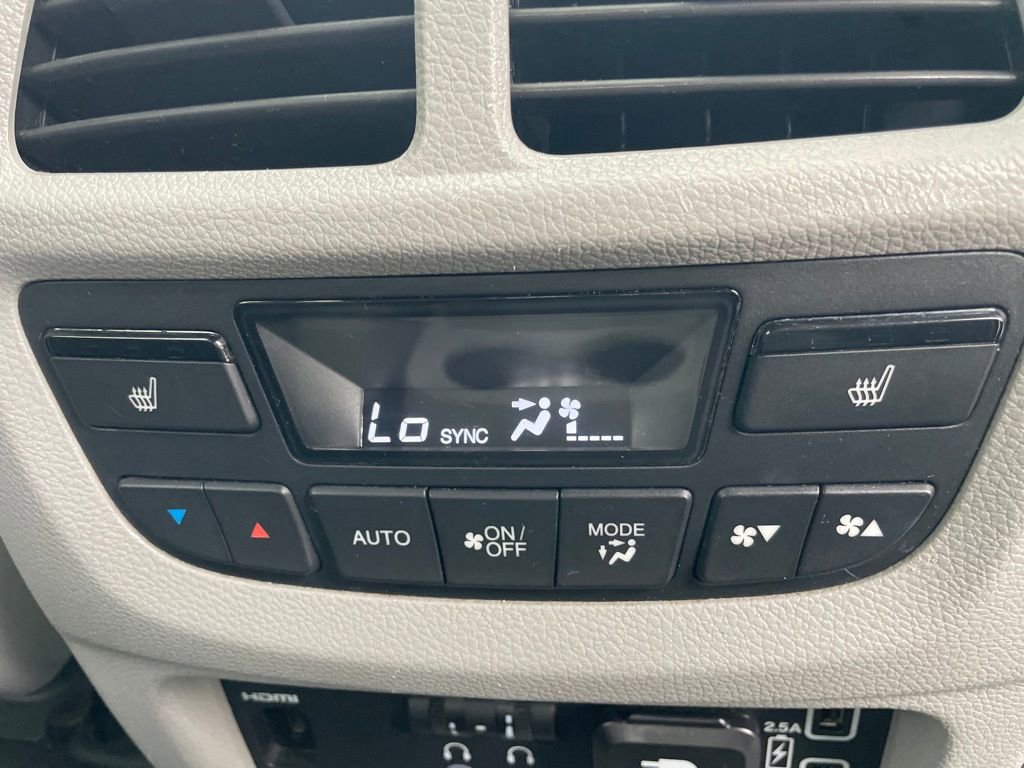 Lo SYNC
AUTO
ON/
OFF
MODE
HDMI
2.5A